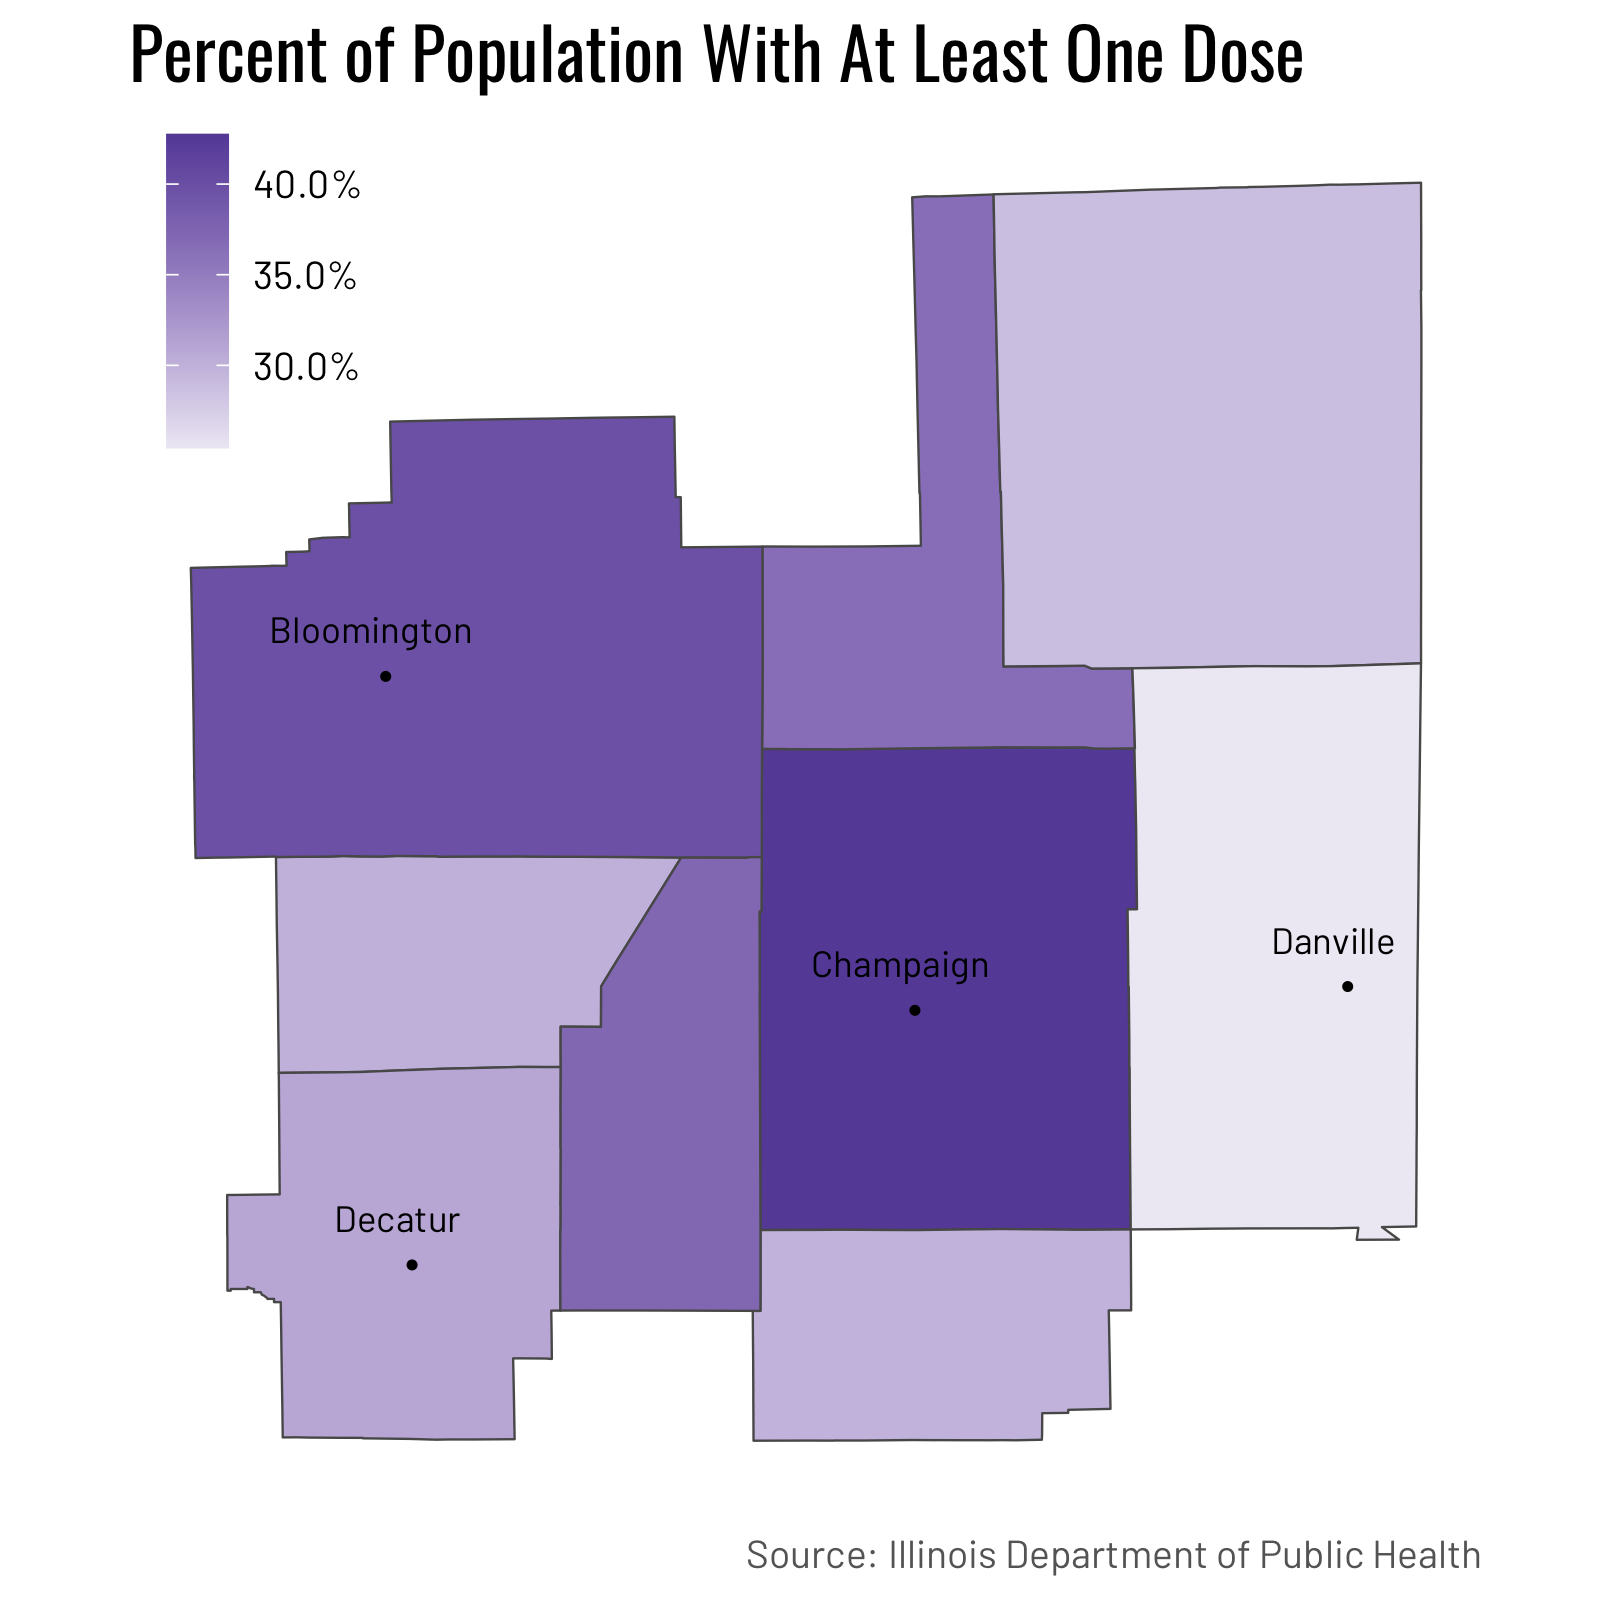 Percent of Population With At Least One Dose
40.0%
35.0%
30.0%
Bloomington
Danville
Champaign
Decatur
Source: Illinois Department of Public Health